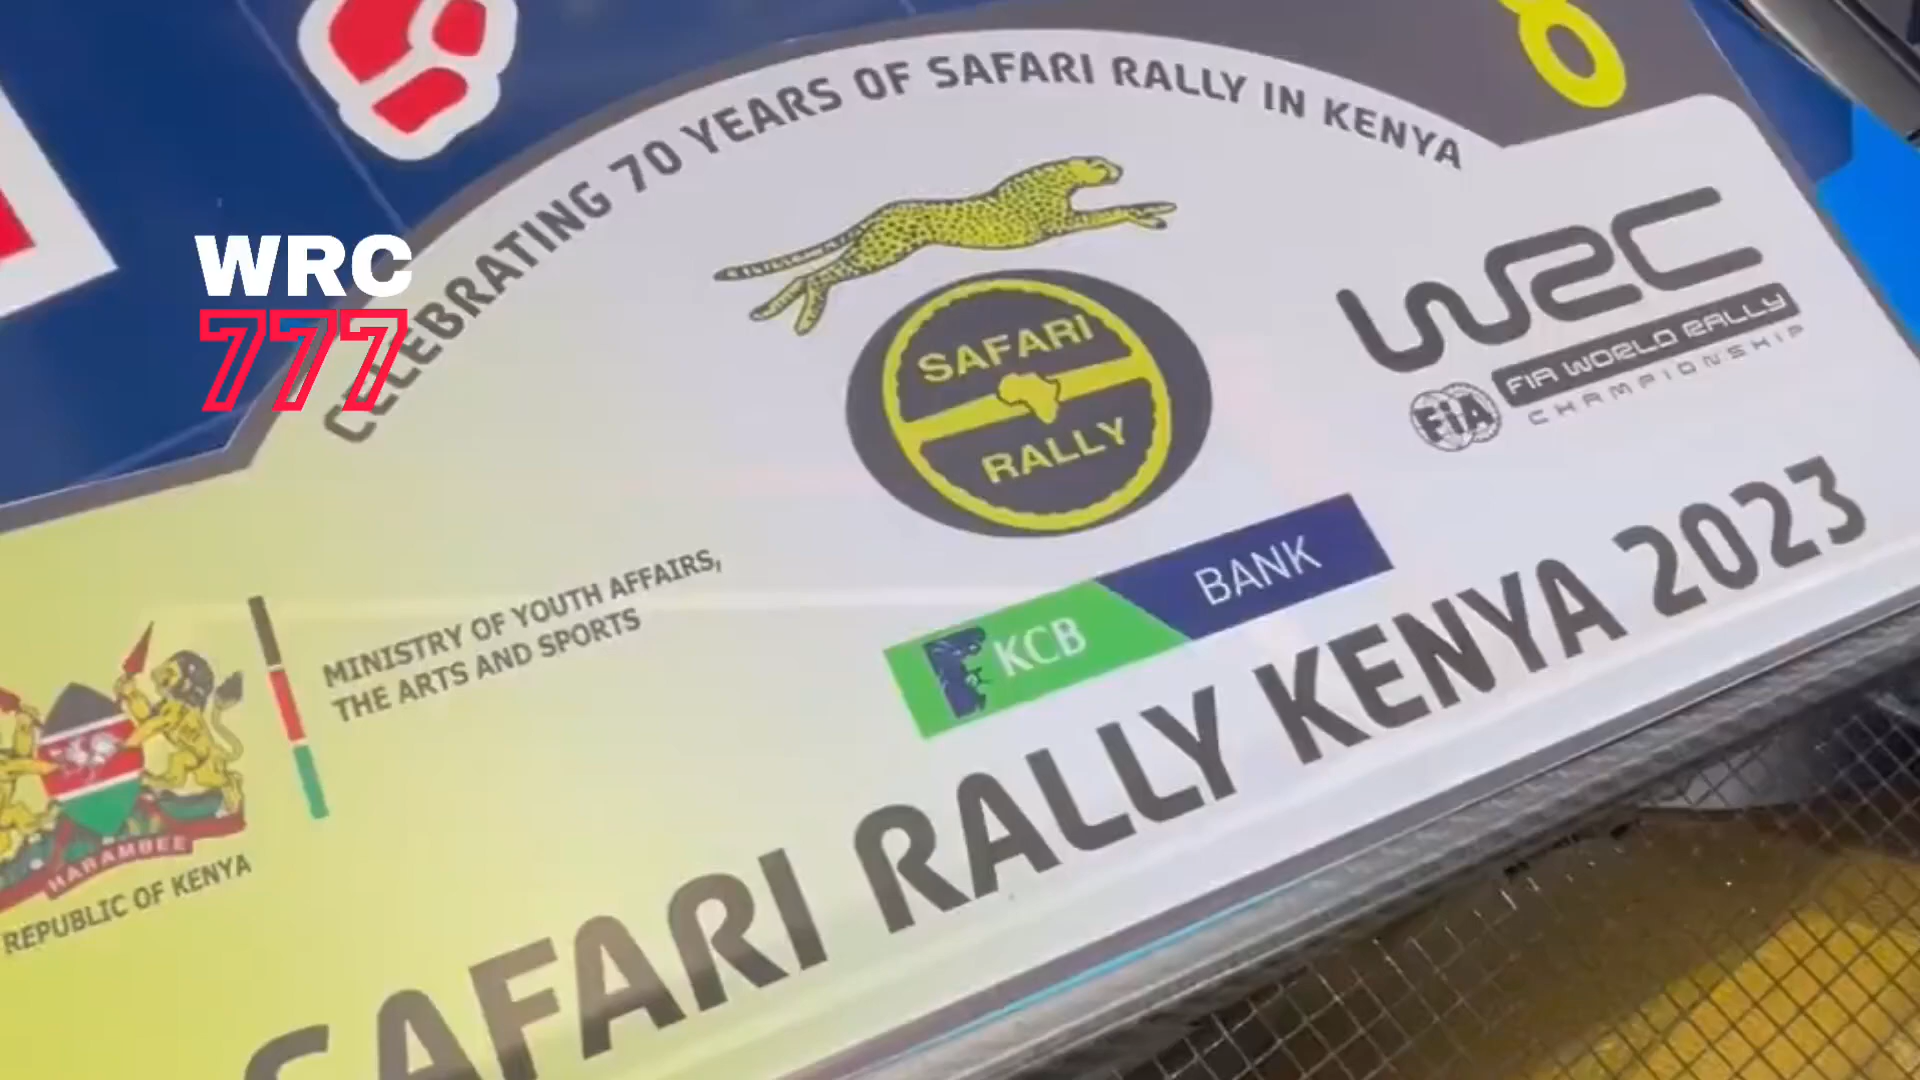 8
CELEBRATING 70 YEARS OF SAFARI RALLY IN KENYA
WRC
777
SAFARI
RALLY
WRC
FIA WORLD RALLY
CHAMPIONSHIP
FIA
MINISTRY OF YOUTH AFFAIRS,
THE ARTS AND SPORTS
KCB BANK
HARAMBEE
REPUBLIC OF KENYA
SAFARI RALLY KENYA 2023